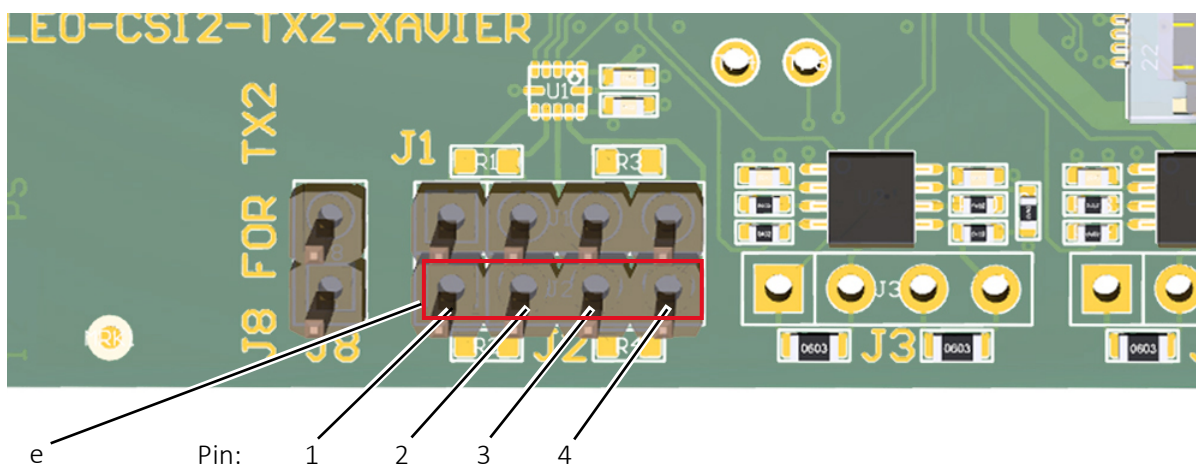 LEO-CSI2-TX2-XAVIER
22
U1
J8 FOR TX2
J1
R1
R3
J3
R4
J8
J2
0603
J3
0603
0603
e
Pin:
1
2
3
4